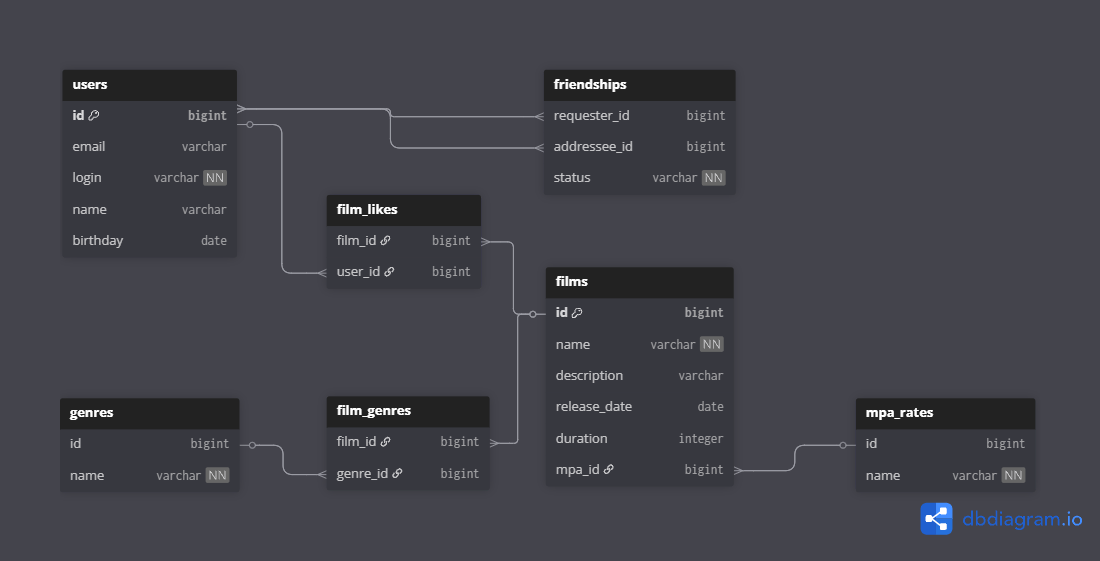 users
id bigint
email varchar
login varchar NN
name varchar
birthday date
friendships
requester_id bigint
addressee_id bigint
status varchar NN
film_likes
film_id bigint
user_id bigint
films
id bigint
name varchar NN
description varchar
release_date date
duration integer
mpa_id bigint
genres
id bigint
name varchar NN
film_genres
film_id bigint
genre_id bigint
mpa_rates
id bigint
name varchar NN
dbdiagram.io